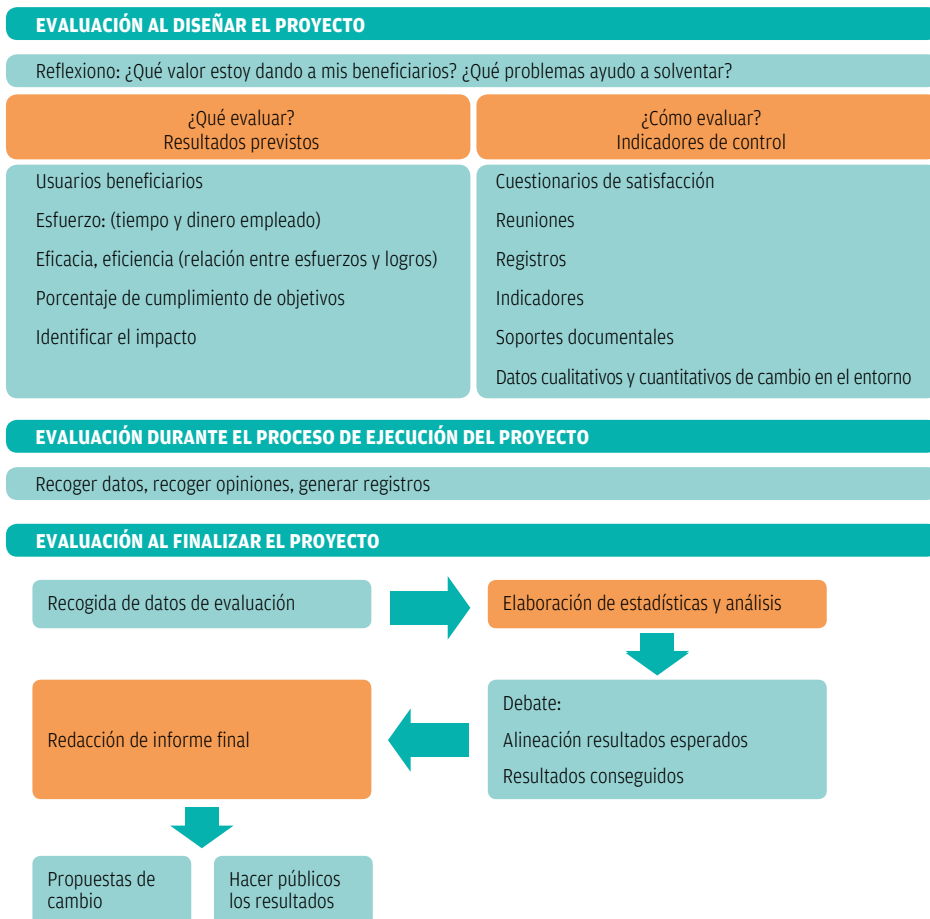 EVALUACIÓN AL DISEÑAR EL PROYECTO
Reflexiono: ¿Qué valor estoy dando a mis beneficiarios? ¿Qué problemas ayudo a solventar?
¿Qué evaluar?
Resultados previstos
¿Cómo evaluar?
Indicadores de control
Usuarios beneficiarios
Esfuerzo: (tiempo y dinero empleado)
Eficacia, eficiencia (relación entre esfuerzos y logros)
Porcentaje de cumplimiento de objetivos
Identificar el impacto
Cuestionarios de satisfacción
Reuniones
Registros
Indicadores
Soportes documentales
Datos cualitativos y cuantitativos de cambio en el entorno
EVALUACIÓN DURANTE EL PROCESO DE EJECUCIÓN DEL PROYECTO
Recoger datos, recoger opiniones, generar registros
EVALUACIÓN AL FINALIZAR EL PROYECTO
Recogida de datos de evaluación
Elaboración de estadísticas y análisis
Debate:
Alineación resultados esperados
Resultados conseguidos
Redacción de informe final
Propuestas de
cambio
Hacer públicos
los resultados